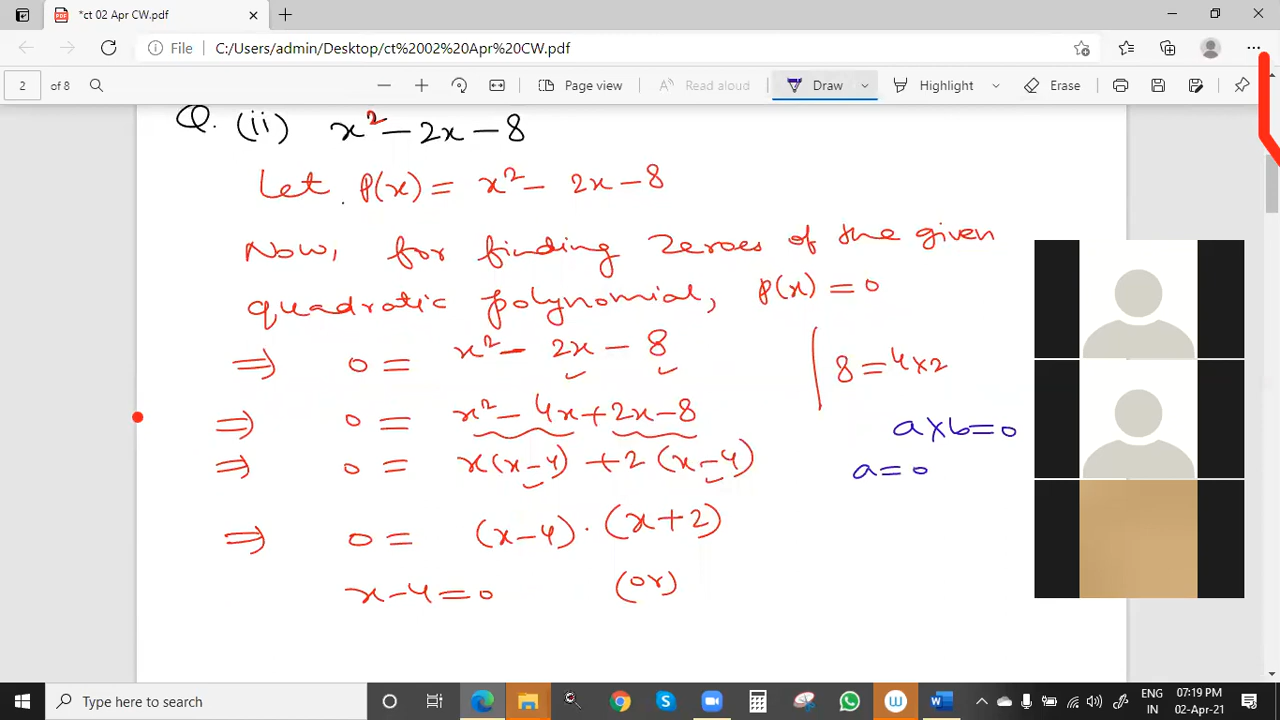 *ct 02 Apr CW.pdf
File C:/Users/admin/Desktop/ct%2002%20Apr%20CW.pdf
2 of 8 Page view Read aloud Draw Highlight Erase
Q. (ii) x² - 2x - 8
Let P(x) = x² - 2x - 8
Now, for finding zeroes of the given
quadratic polynomial, P(x) = 0
⇒ 0 = x² - 2x - 8
8 = 4×2
⇒ 0 = x² - 4x + 2x - 8
a×b=0
⇒ 0 = x(x-4) + 2(x-4)
a=0
⇒ 0 = (x-4)·(x+2)
x-4=0 (or)
Type here to search
ENG 07:19 PM
IN 02-Apr-21